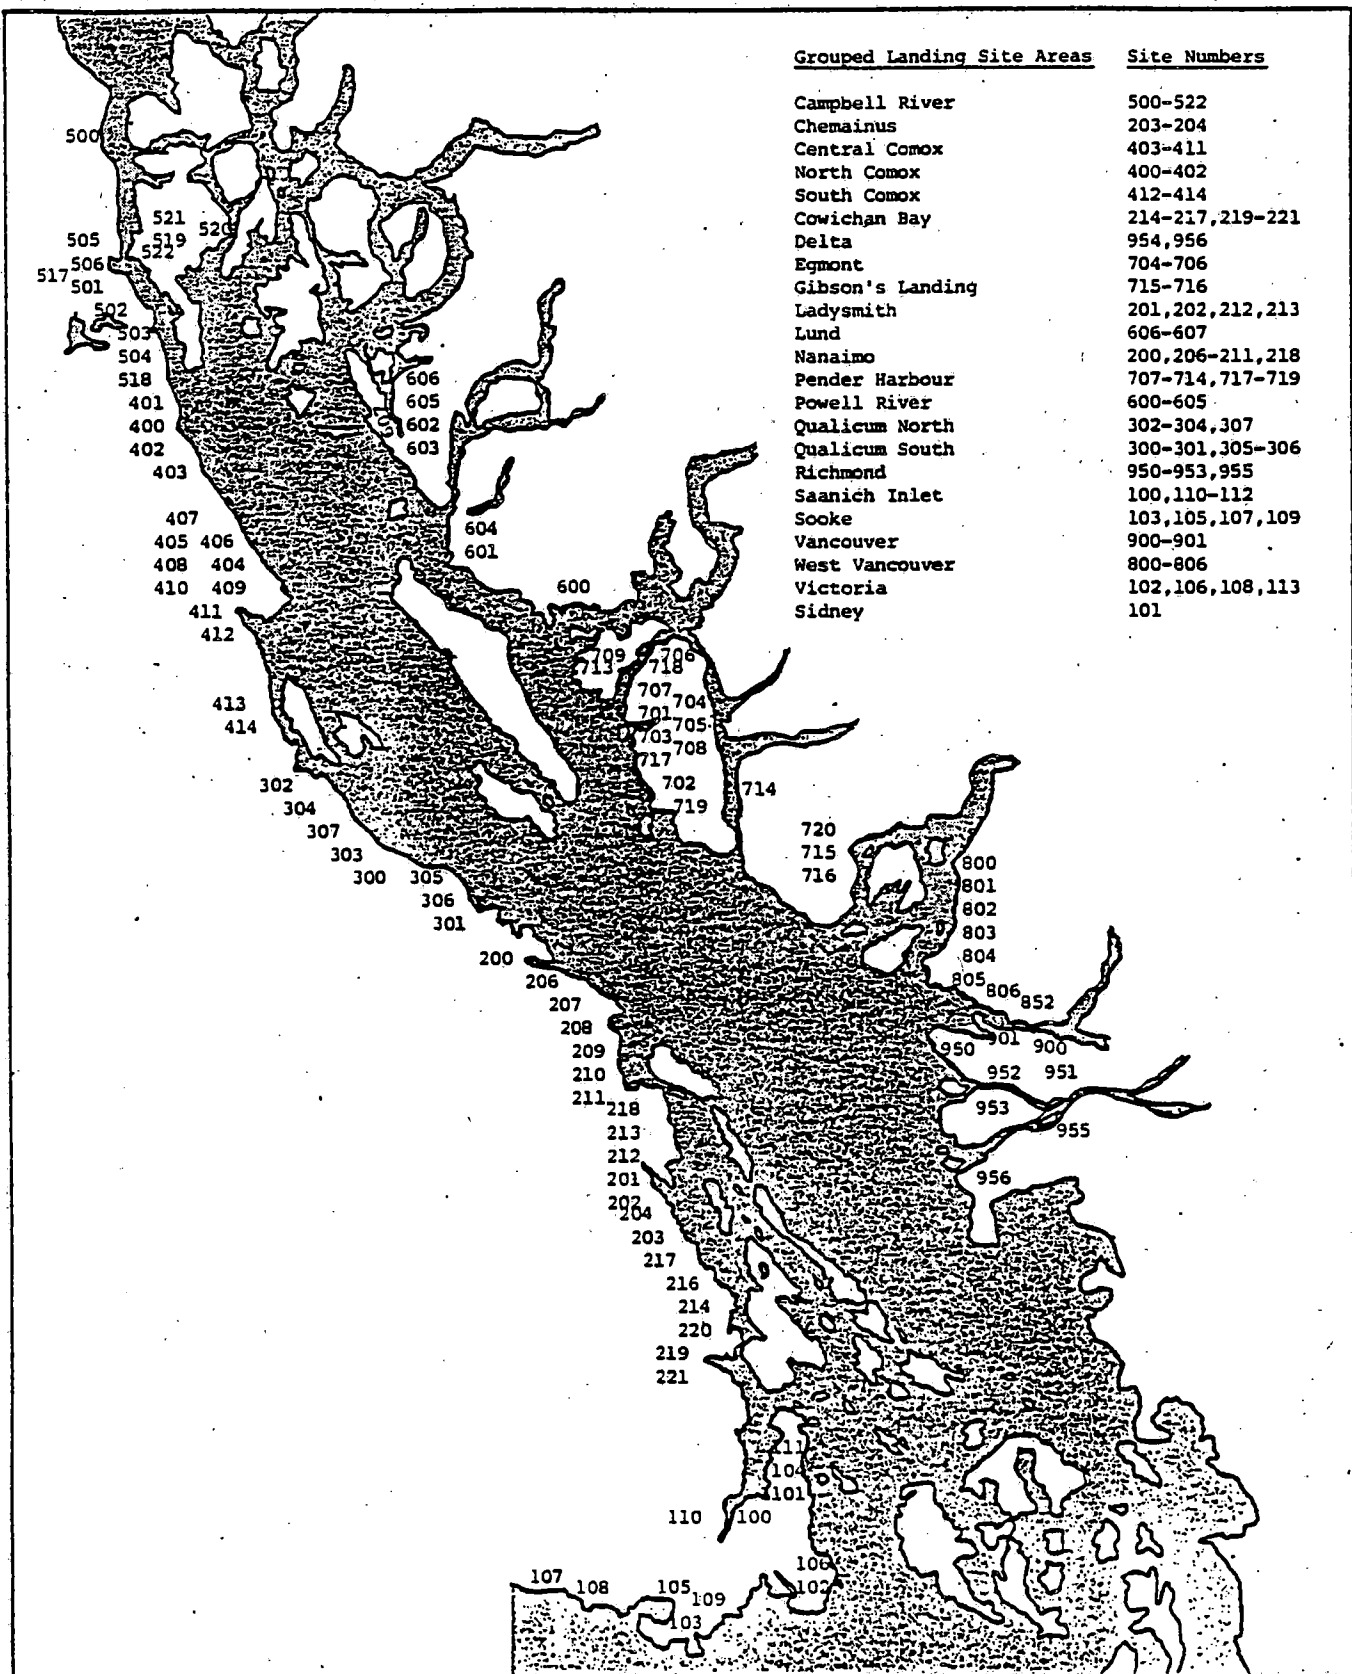 Grouped Landing Site Areas Site Numbers
Campbell River 500-522
Chemainus 203-204
Central Comox 403-411
North Comox 400-402
South Comox 412-414
Cowichan Bay 214-217,219-221
Delta 954,956
Egmont 704-706
Gibson's Landing 715-716
Ladysmith 201,202,212,213
Lund 606-607
Nanaimo 200,206-211,218
Pender Harbour 707-714,717-719
Powell River 600-605
Qualicum North 302-304,307
Qualicum South 300-301,305-306
Richmond 950-953,955
Saanich Inlet 100,110-112
Sooke 103,105,107,109
Vancouver 900-901
West Vancouver 800-806
Victoria 102,106,108,113
Sidney 101
500
521
520
505 519
506 522
517
501
502
503
504
518
606
401 605
400 602
402 603
403
407 604
405 406 601
408 404
410 409 600
411
412
709 706
713 718
707 704
413 701 705
414 703 708
717
302 702 714
304 719
307 720
303 715
300 305 716 800
306 801
301 802
803
200 804
206 805 806 852
207
208 901 900
209 950
210 952 951
211 218 953
213 955
212
201 956
202
204
203
217
216
214
220
219
221
111
104
101
110 100
106
107 108 105 109 102
103